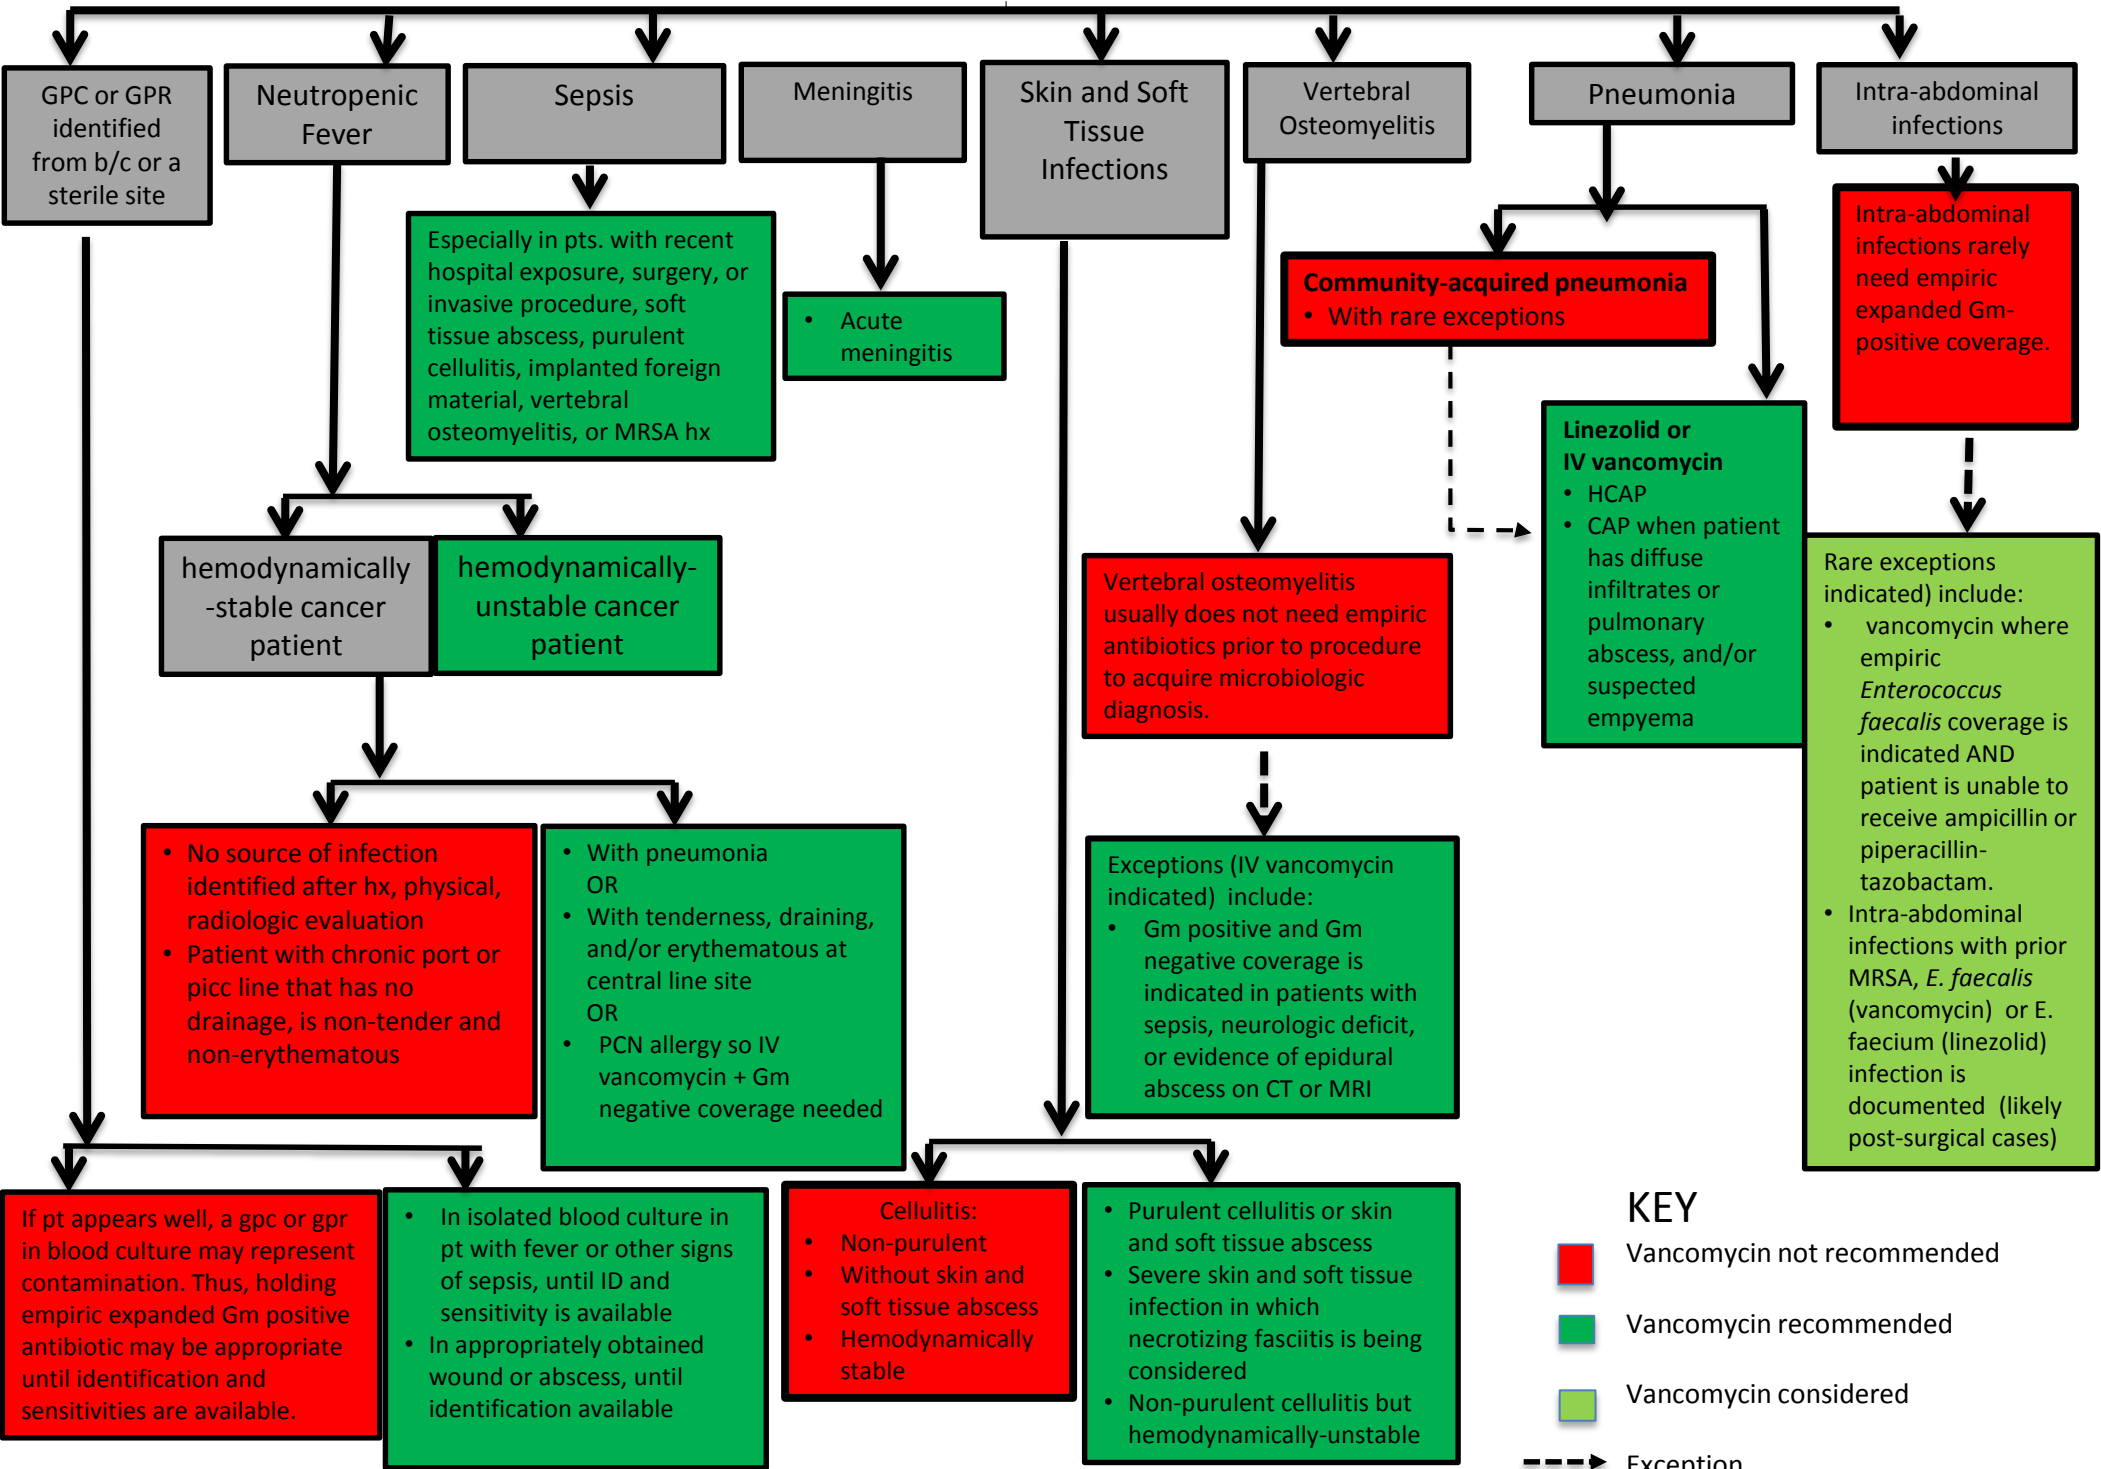 GPC or GPR
identified
from b/c or a
sterile site
Neutropenic
Fever
Sepsis
Meningitis
Skin and Soft
Tissue
Infections
Vertebral
Osteomyelitis
Pneumonia
Intra-abdominal
infections
Especially in pts. with recent
hospital exposure, surgery, or
invasive procedure, soft
tissue abscess, purulent
cellulitis, implanted foreign
material, vertebral
osteomyelitis, or MRSA hx
• Acute
meningitis
Community-acquired pneumonia
• With rare exceptions
Intra-abdominal
infections rarely
need empiric
expanded Gm-
positive coverage.
Linezolid or
IV vancomycin
• HCAP
• CAP when patient
has diffuse
infiltrates or
pulmonary
abscess, and/or
suspected
empyema
hemodynamically
-stable cancer
patient
hemodynamically-
unstable cancer
patient
Vertebral osteomyelitis
usually does not need empiric
antibiotics prior to procedure
to acquire microbiologic
diagnosis.
Rare exceptions
indicated) include:
• vancomycin where
empiric
Enterococcus
faecalis coverage is
indicated AND
patient is unable to
receive ampicillin or
piperacillin-
tazobactam.
• Intra-abdominal
infections with prior
MRSA, E. faecalis
(vancomycin) or E.
faecium (linezolid)
infection is
documented (likely
post-surgical cases)
• No source of infection
identified after hx, physical,
radiologic evaluation
• Patient with chronic port or
picc line that has no
drainage, is non-tender and
non-erythematous
• With pneumonia
OR
• With tenderness, draining,
and/or erythematous at
central line site
OR
• PCN allergy so IV
vancomycin + Gm
negative coverage needed
Exceptions (IV vancomycin
indicated) include:
• Gm positive and Gm
negative coverage is
indicated in patients with
sepsis, neurologic deficit,
or evidence of epidural
abscess on CT or MRI
If pt appears well, a gpc or gpr
in blood culture may represent
contamination. Thus, holding
empiric expanded Gm positive
antibiotic may be appropriate
until identification and
sensitivities are available.
• In isolated blood culture in
pt with fever or other signs
of sepsis, until ID and
sensitivity is available
• In appropriately obtained
wound or abscess, until
identification available
Cellulitis:
• Non-purulent
• Without skin and
soft tissue abscess
• Hemodynamically
stable
• Purulent cellulitis or skin
and soft tissue abscess
• Severe skin and soft tissue
infection in which
necrotizing fasciitis is being
considered
• Non-purulent cellulitis but
hemodynamically-unstable
KEY
Vancomycin not recommended
Vancomycin recommended
Vancomycin considered
Exception